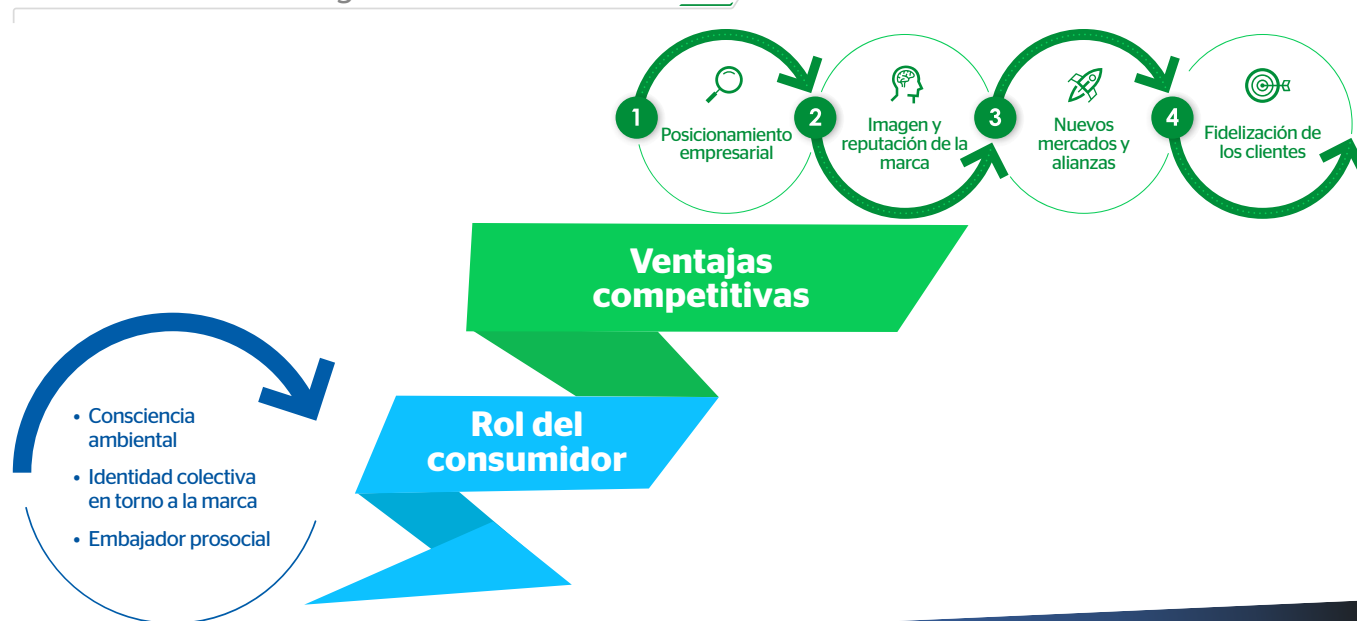 1
Posicionamiento
empresarial
2
Imagen y
reputación de la
marca
3
Nuevos
mercados y
alianzas
4
Fidelización de
los clientes
Ventajas
competitivas
Rol del
consumidor
• Consciencia
ambiental
• Identidad colectiva
en torno a la marca
• Embajador prosocial